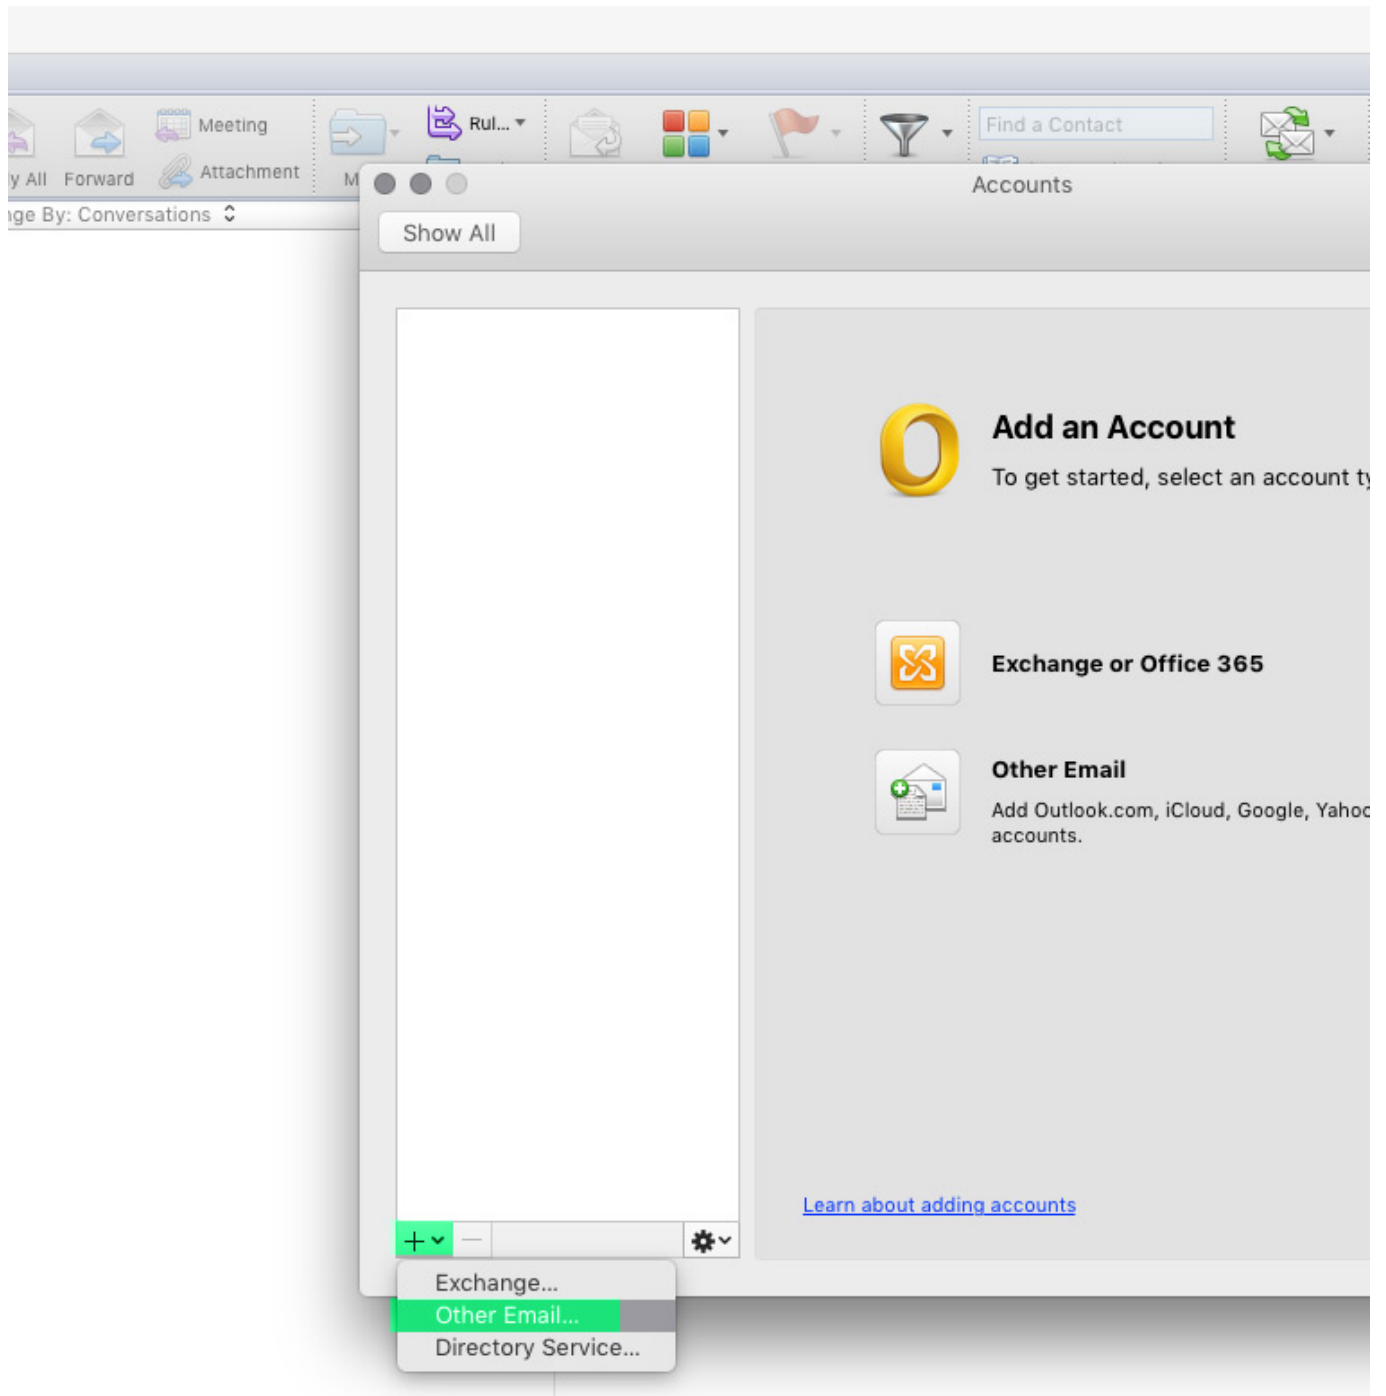 Meeting
Rul...
Find a Contact
y All
Forward
Attachment
M
Accounts
ge By: Conversations
Show All
Add an Account
To get started, select an account ty
Exchange or Office 365
Other Email
Add Outlook.com, iCloud, Google, Yahoo
accounts.
Learn about adding accounts
Exchange...
Other Email...
Directory Service...